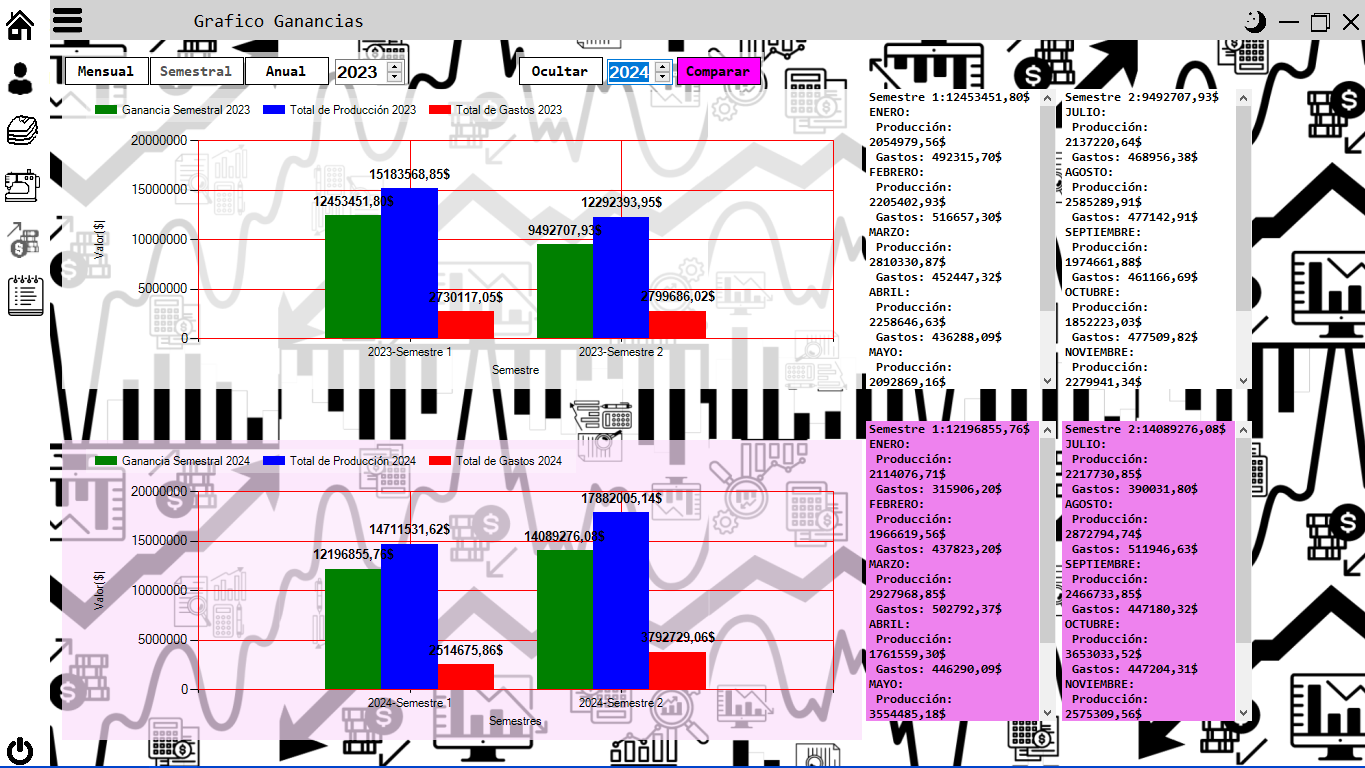 Grafico Ganancias
Mensual
Semestral
Anual
2023
Ocultar
2024
Comparar
Ganancia Semestral 2023
Total de Producción 2023
Total de Gastos 2023
Valor[$]
20000000
15000000
10000000
5000000
0
12453451,80$
15183568,85$
2730117,05$
9492707,93$
12292393,95$
2799686,02$
2023-Semestre 1
2023-Semestre 2
Semestre
Semestre 1:12453451,80$
ENERO:
Producción:
2054979,56$
Gastos: 492315,70$
FEBRERO:
Producción:
2205402,93$
Gastos: 516657,30$
MARZO:
Producción:
2810330,87$
Gastos: 452447,32$
ABRIL:
Producción:
2258646,63$
Gastos: 436288,09$
MAYO:
Producción:
2092869,16$
Semestre 2:9492707,93$
JULIO:
Producción:
2137220,64$
Gastos: 468956,38$
AGOSTO:
Producción:
2585289,91$
Gastos: 477142,91$
SEPTIEMBRE:
Producción:
1974661,88$
Gastos: 461166,69$
OCTUBRE:
Producción:
1852223,03$
Gastos: 477509,82$
NOVIEMBRE:
Producción:
2279941,34$
Ganancia Semestral 2024
Total de Producción 2024
Total de Gastos 2024
Valor[$]
20000000
15000000
10000000
5000000
0
12196855,76$
14711531,62$
2514675,86$
14089276,08$
17882005,14$
3792729,06$
2024-Semestre 1
2024-Semestre 2
Semestres
Semestre 1:12196855,76$
ENERO:
Producción:
2114076,71$
Gastos: 315906,20$
FEBRERO:
Producción:
1966619,56$
Gastos: 437823,20$
MARZO:
Producción:
2927968,85$
Gastos: 502792,37$
ABRIL:
Producción:
1761559,30$
Gastos: 446290,09$
MAYO:
Producción:
3554485,18$
Semestre 2:14089276,08$
JULIO:
Producción:
2217730,85$
Gastos: 390031,80$
AGOSTO:
Producción:
2872794,74$
Gastos: 511946,63$
SEPTIEMBRE:
Producción:
2466733,85$
Gastos: 447180,32$
OCTUBRE:
Producción:
3653033,52$
Gastos: 447204,31$
NOVIEMBRE:
Producción:
2575309,56$